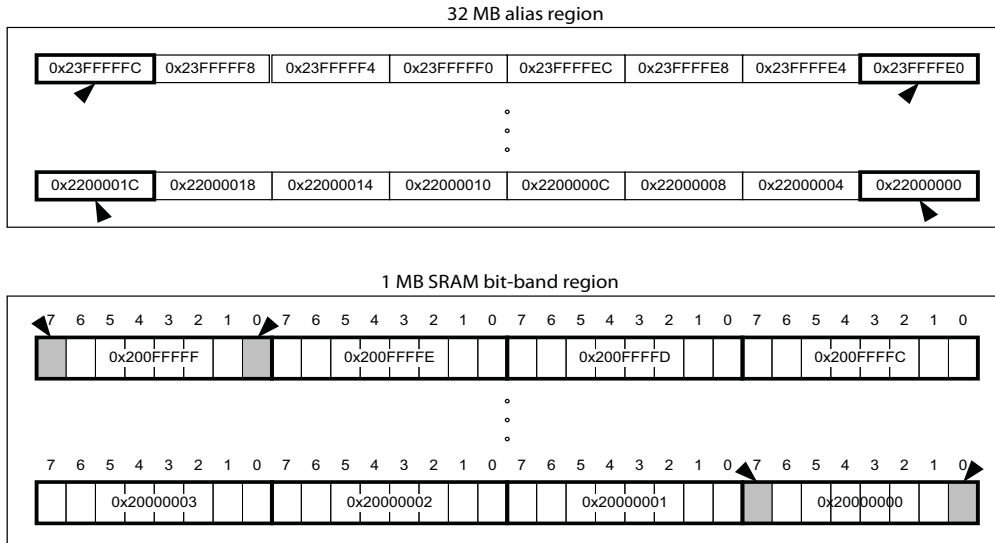 32 MB alias region
0x23FFFFFC 0x23FFFFF8 0x23FFFFF4 0x23FFFFF0 0x23FFFFEC 0x23FFFFE8 0x23FFFFE4 0x23FFFFE0
0x2200001C 0x22000018 0x22000014 0x22000010 0x2200000C 0x22000008 0x22000004 0x22000000
1 MB SRAM bit-band region
7 6 5 4 3 2 1 0 7 6 5 4 3 2 1 0 7 6 5 4 3 2 1 0 7 6 5 4 3 2 1 0
0x200FFFFF 0x200FFFFE 0x200FFFFD 0x200FFFFC
7 6 5 4 3 2 1 0 7 6 5 4 3 2 1 0 7 6 5 4 3 2 1 0 7 6 5 4 3 2 1 0
0x20000003 0x20000002 0x20000001 0x20000000